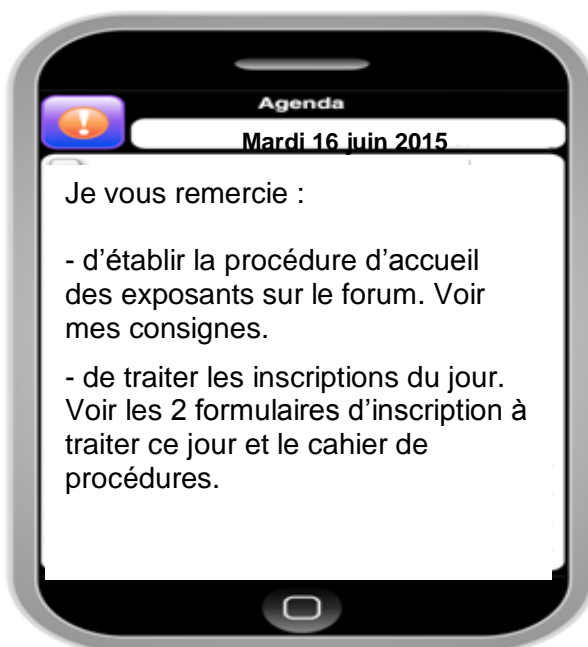 Agenda
Mardi 16 juin 2015
Je vous remercie :
- d’établir la procédure d’accueil
des exposants sur le forum. Voir
mes consignes.
- de traiter les inscriptions du jour.
Voir les 2 formulaires d’inscription à
traiter ce jour et le cahier de
procédures.